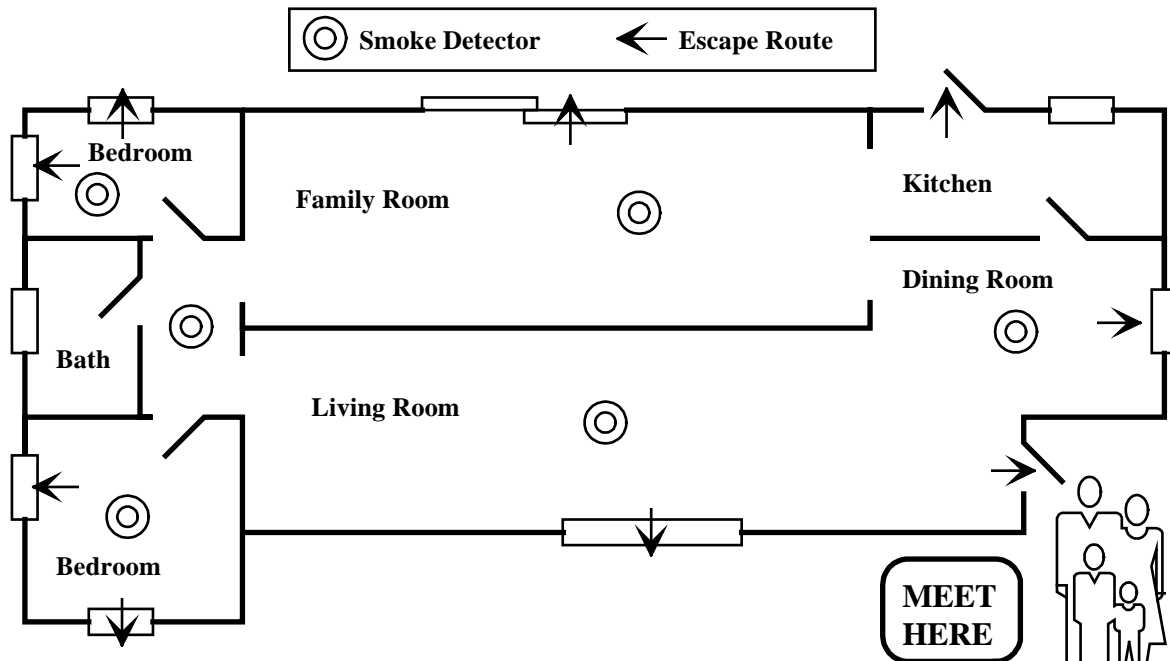 Smoke Detector
Escape Route
Bedroom
Family Room
Kitchen
Dining Room
Bath
Living Room
Bedroom
MEET
HERE